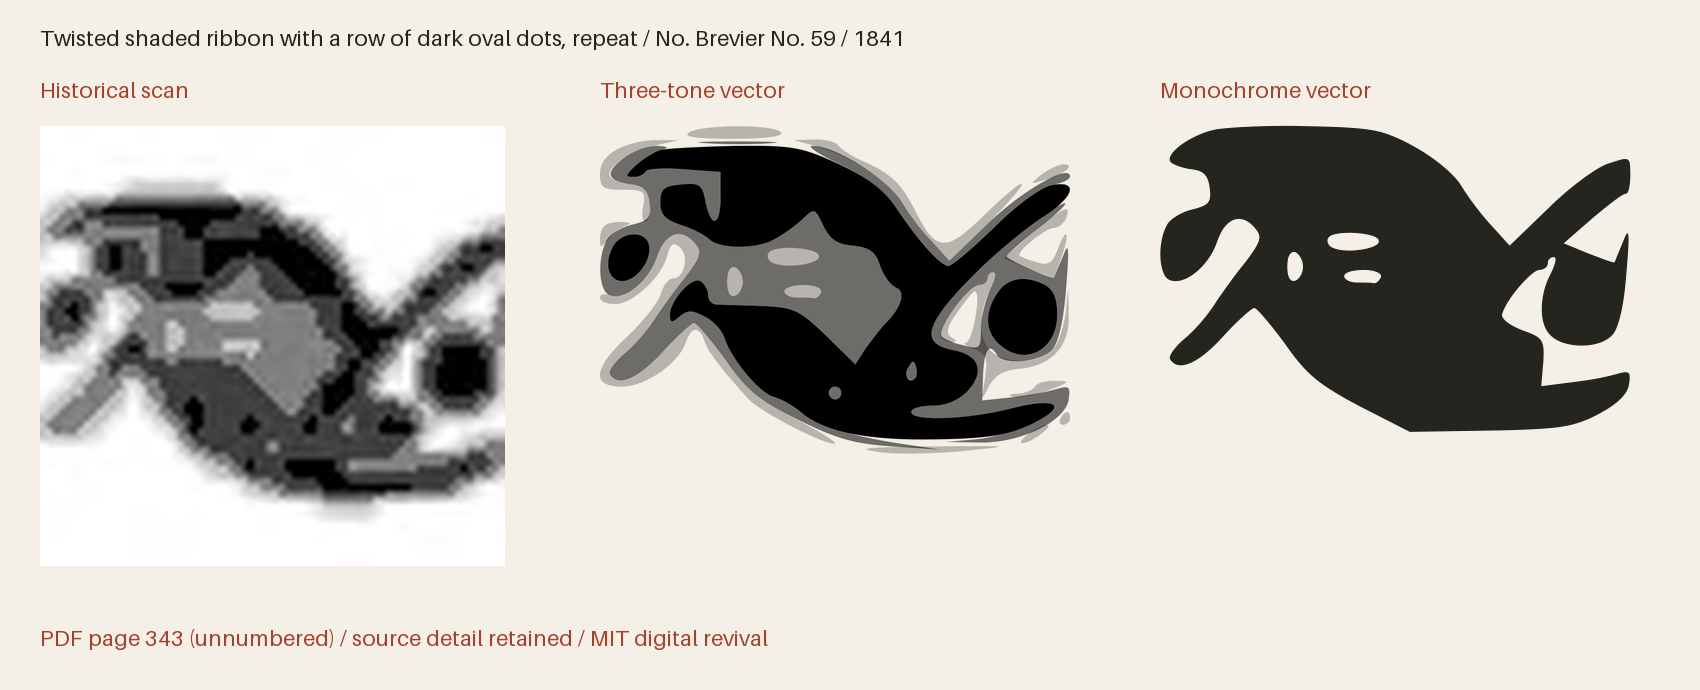 Twisted shaded ribbon with a row of dark oval dots, repeat / No. Brevier No. 59 / 1841
Historical scan
Three-tone vector
Monochrome vector
PDF page 343 (unnumbered) / source detail retained / MIT digital revival